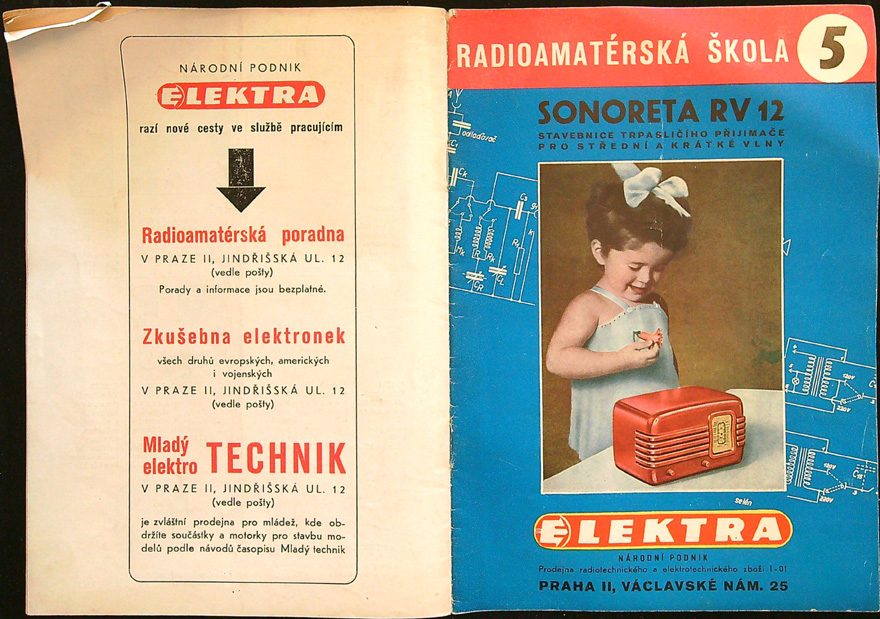 NÁRODNÍ PODNIK
ELEKTRA
razí nové cesty ve službě pracujícím
Radioamatérská poradna
V PRAZE II, JINDŘIŠSKÁ UL. 12
(vedle pošty)
Porady a informace jsou bezplatné.
Zkušebna elektronek
všech druhů evropských, amerických
i vojenských
V PRAZE II, JINDŘIŠSKÁ UL. 12
(vedle pošty)
Mladý
elektro TECHNIK
V PRAZE II, JINDŘIŠSKÁ UL. 12
(vedle pošty)
je zvláštní prodejna pro mládež, kde ob-
držíte součástky a motorky pro stavbu mo-
delů podle návodů časopisu Mladý technik
RADIOAMATÉRSKÁ ŠKOLA 5
SONORETA RV 12
STAVEBNICE TRPASLIČÍHO PŘIJIMAČE
PRO STŘEDNÍ A KRÁTKÉ VLNY
odlaďovač
selén
ELEKTRA
NÁRODNÍ PODNIK
Prodejna radiotechnického a elektrotechnického zboží 1-01
PRAHA II, VÁCLAVSKÉ NÁM. 25